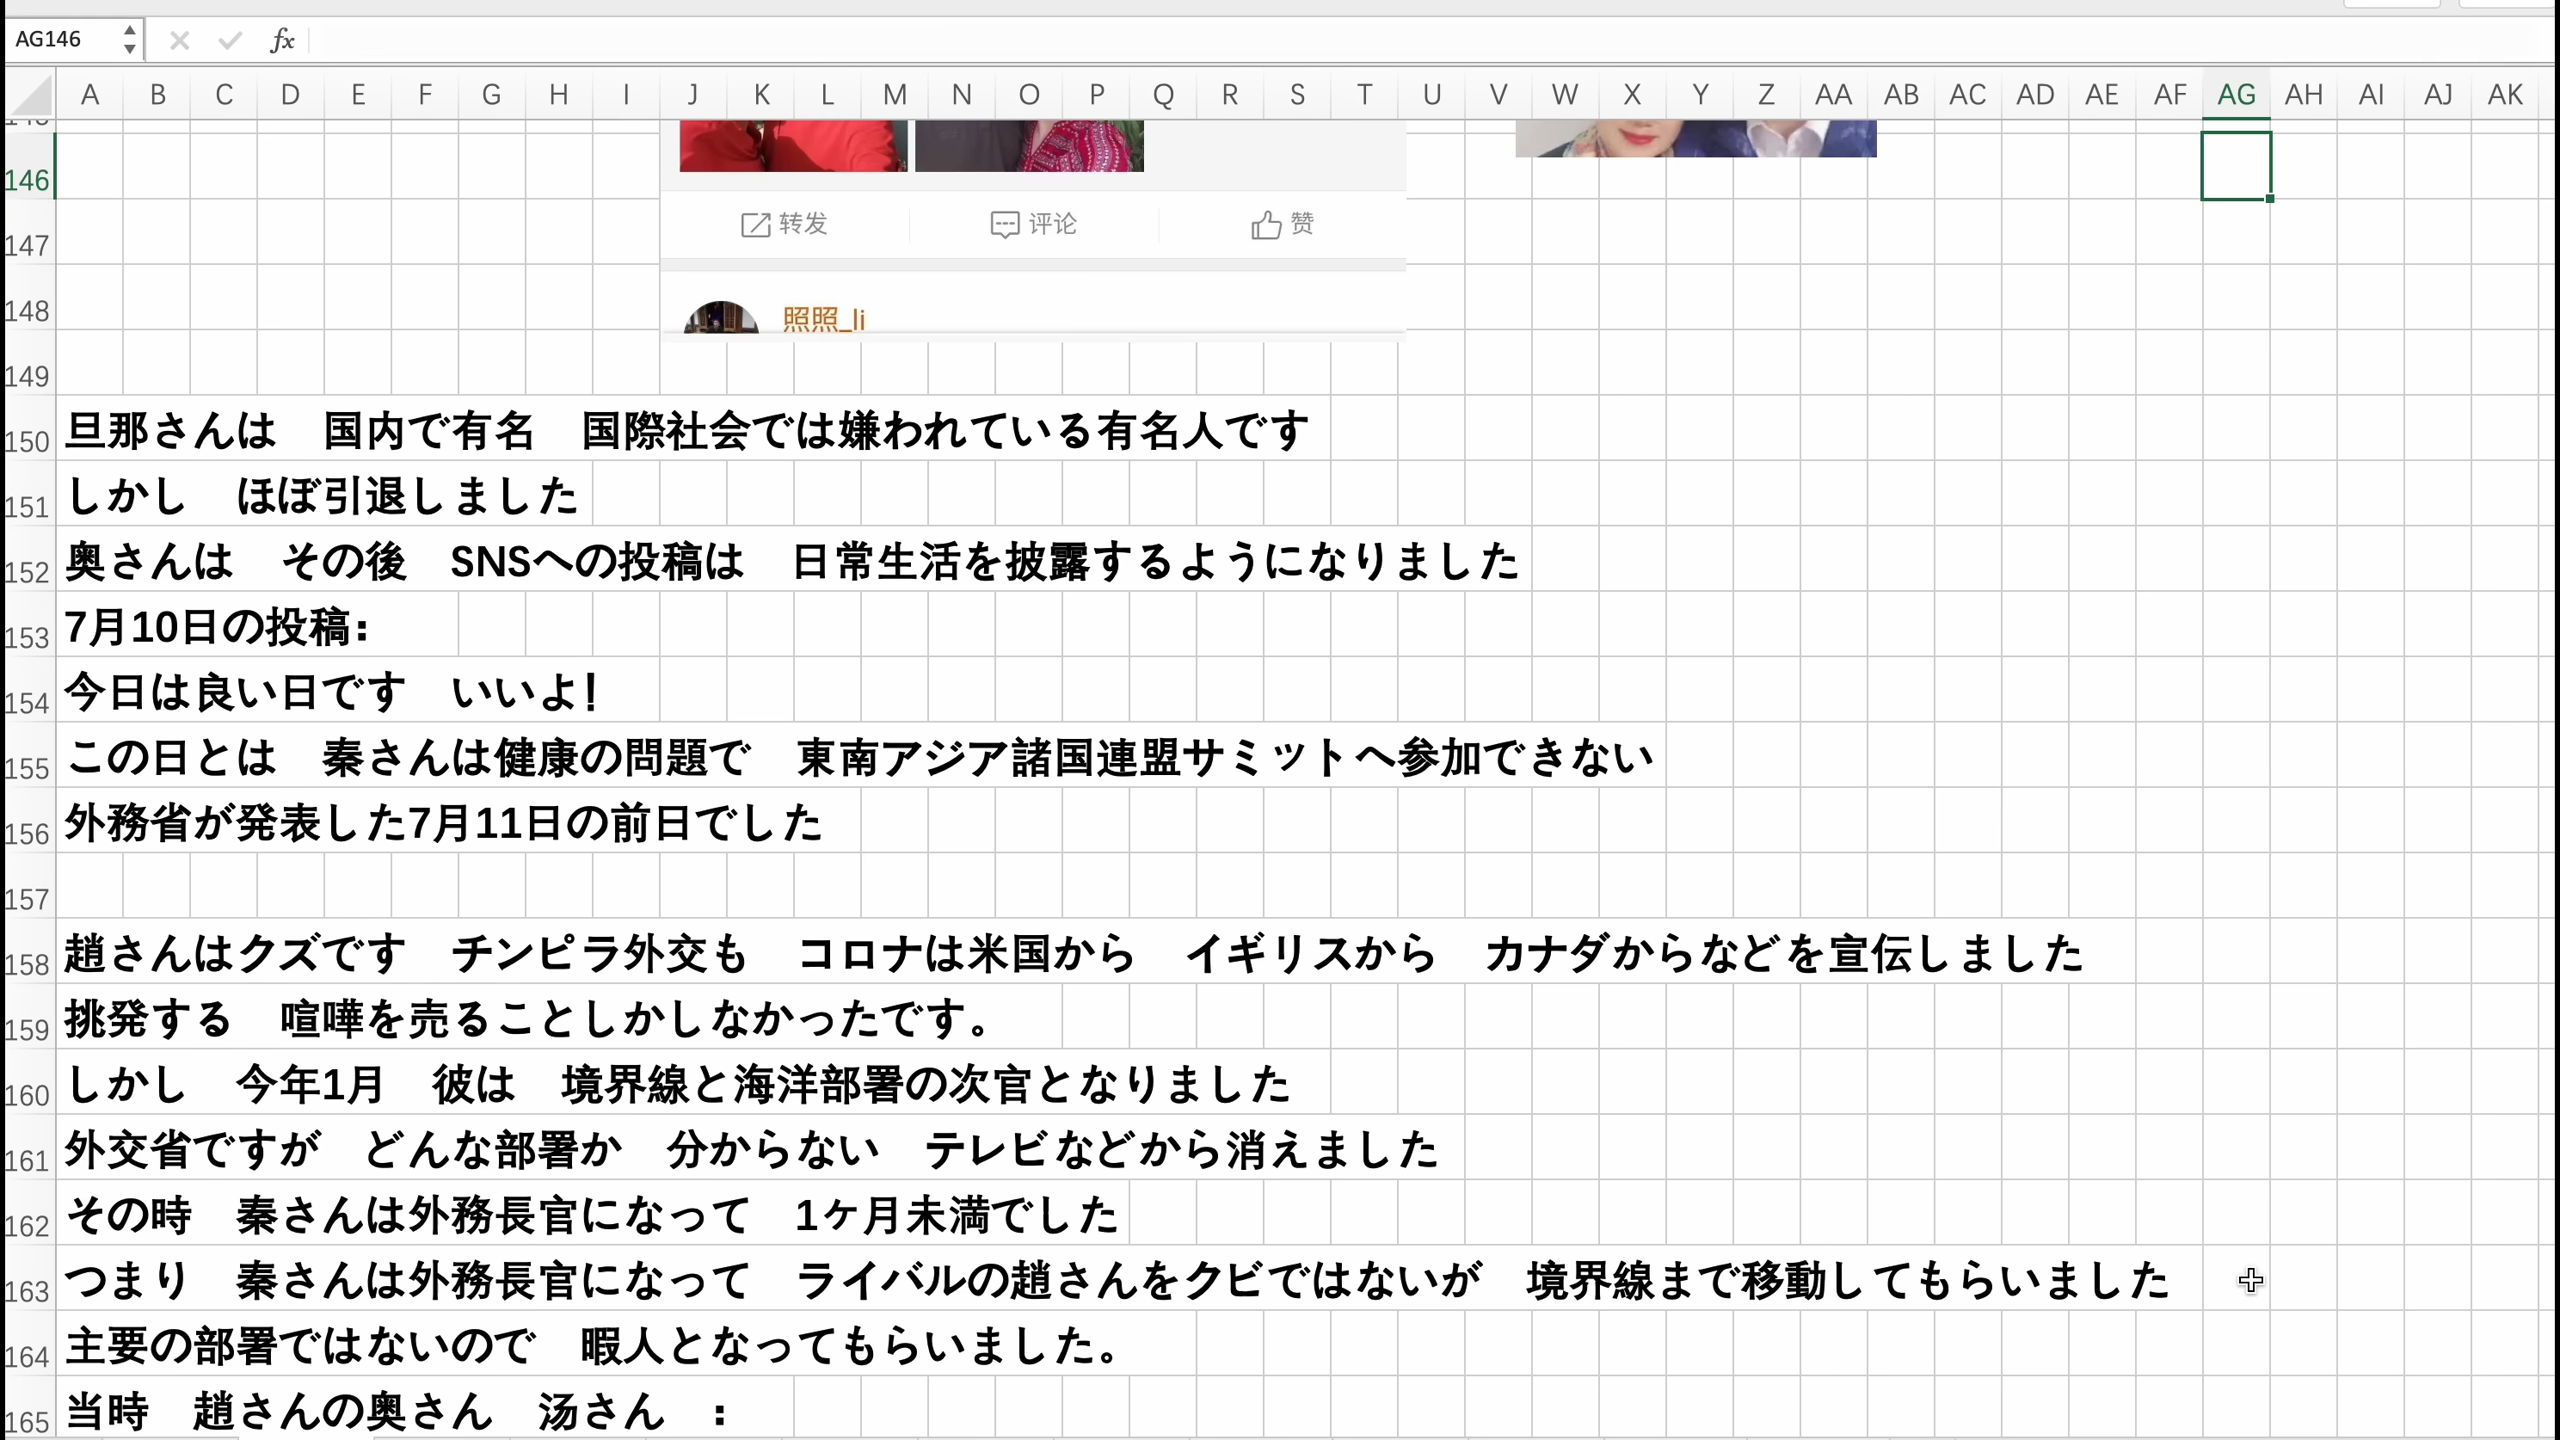 AG146 fx
A B C D E F G H I J K L M N O P Q R S T U V W X Y Z AA AB AC AD AE AF AG AH AI AJ AK
146
147 转发 评论 赞
148 照照_li
149
150 旦那さんは　国内で有名　国際社会では嫌われている有名人です
151 しかし　ほぼ引退しました
152 奥さんは　その後　SNSへの投稿は　日常生活を披露するようになりました
153 7月10日の投稿：
154 今日は良い日です　いいよ！
155 この日とは　秦さんは健康の問題で　東南アジア諸国連盟サミットへ参加できない
156 外務省が発表した7月11日の前日でした
157
158 趙さんはクズです　チンピラ外交も　コロナは米国から　イギリスから　カナダからなどを宣伝しました
159 挑発する　喧嘩を売ることしかしなかったです。
160 しかし　今年1月　彼は　境界線と海洋部署の次官となりました
161 外交省ですが　どんな部署か　分からない　テレビなどから消えました
162 その時　秦さんは外務長官になって　1ケ月未満でした
163 つまり　秦さんは外務長官になって　ライバルの趙さんをクビではないが　境界線まで移動してもらいました
164 主要の部署ではないので　暇人となってもらいました。
165 当時　趙さんの奥さん　汤さん　：